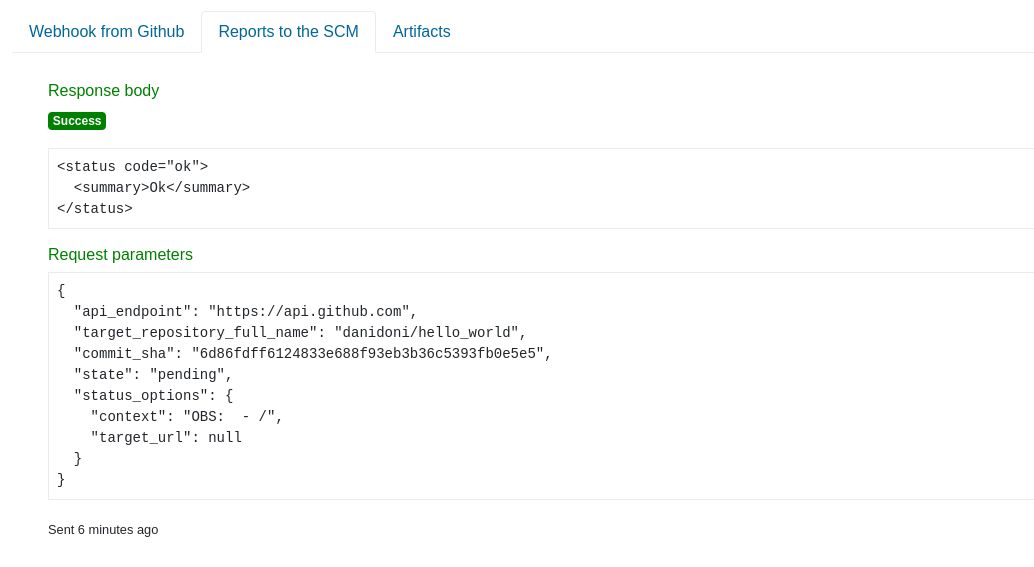 Webhook from Github Reports to the SCM Artifacts
Response body
Success
<status code="ok">
  <summary>Ok</summary>
</status>
Request parameters
{
  "api_endpoint": "https://api.github.com",
  "target_repository_full_name": "danidoni/hello_world",
  "commit_sha": "6d86fdff6124833e688f93eb3b36c5393fb0e5e5",
  "state": "pending",
  "status_options": {
    "context": "OBS:  - /",
    "target_url": null
  }
}
Sent 6 minutes ago